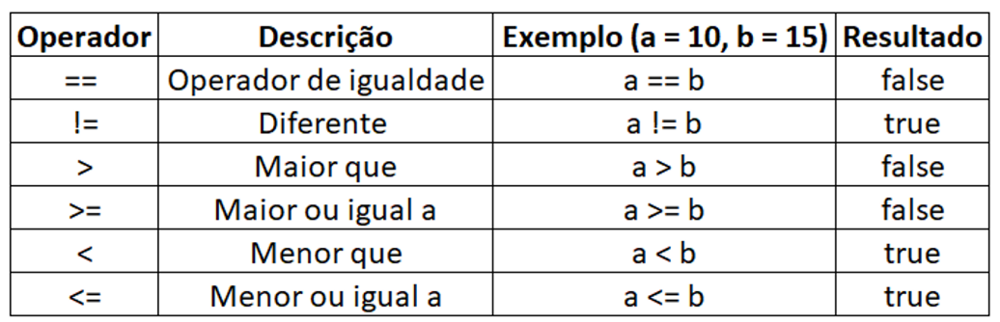 Operador Descrição Exemplo (a = 10, b = 15) Resultado
== Operador de igualdade a == b false
!= Diferente a != b true
> Maior que a > b false
>= Maior ou igual a a >= b false
< Menor que a < b true
<= Menor ou igual a a <= b true